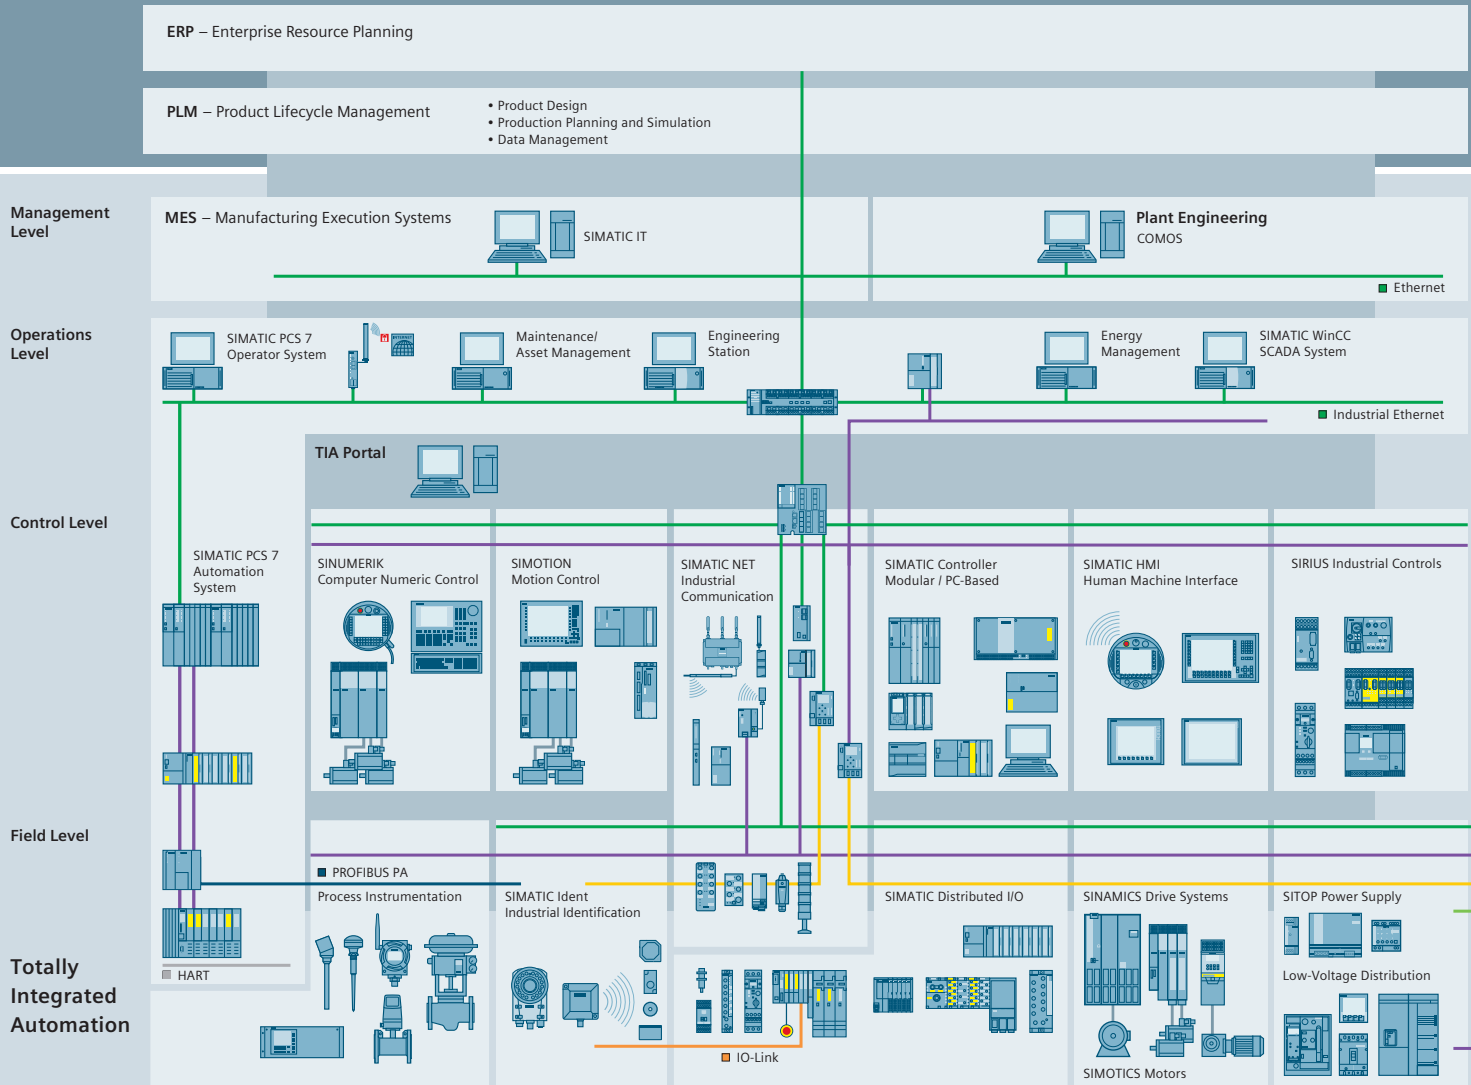 ERP – Enterprise Resource Planning
PLM – Product Lifecycle Management
• Product Design
• Production Planning and Simulation
• Data Management
Management
Level
MES – Manufacturing Execution Systems
SIMATIC IT
Plant Engineering
COMOS
Ethernet
Operations
Level
SIMATIC PCS 7
Operator System
Maintenance/
Asset Management
Engineering
Station
Energy
Management
SIMATIC WinCC
SCADA System
Industrial Ethernet
TIA Portal
Control Level
SIMATIC PCS 7
Automation
System
SINUMERIK
Computer Numeric Control
SIMOTION
Motion Control
SIMATIC NET
Industrial
Communication
SIMATIC Controller
Modular / PC-Based
SIMATIC HMI
Human Machine Interface
SIRIUS Industrial Controls
Field Level
PROFIBUS PA
Process Instrumentation
SIMATIC Ident
Industrial Identification
SIMATIC Distributed I/O
SINAMICS Drive Systems
SITOP Power Supply
HART
Low-Voltage Distribution
Totally
Integrated
Automation
IO-Link
SIMOTICS Motors